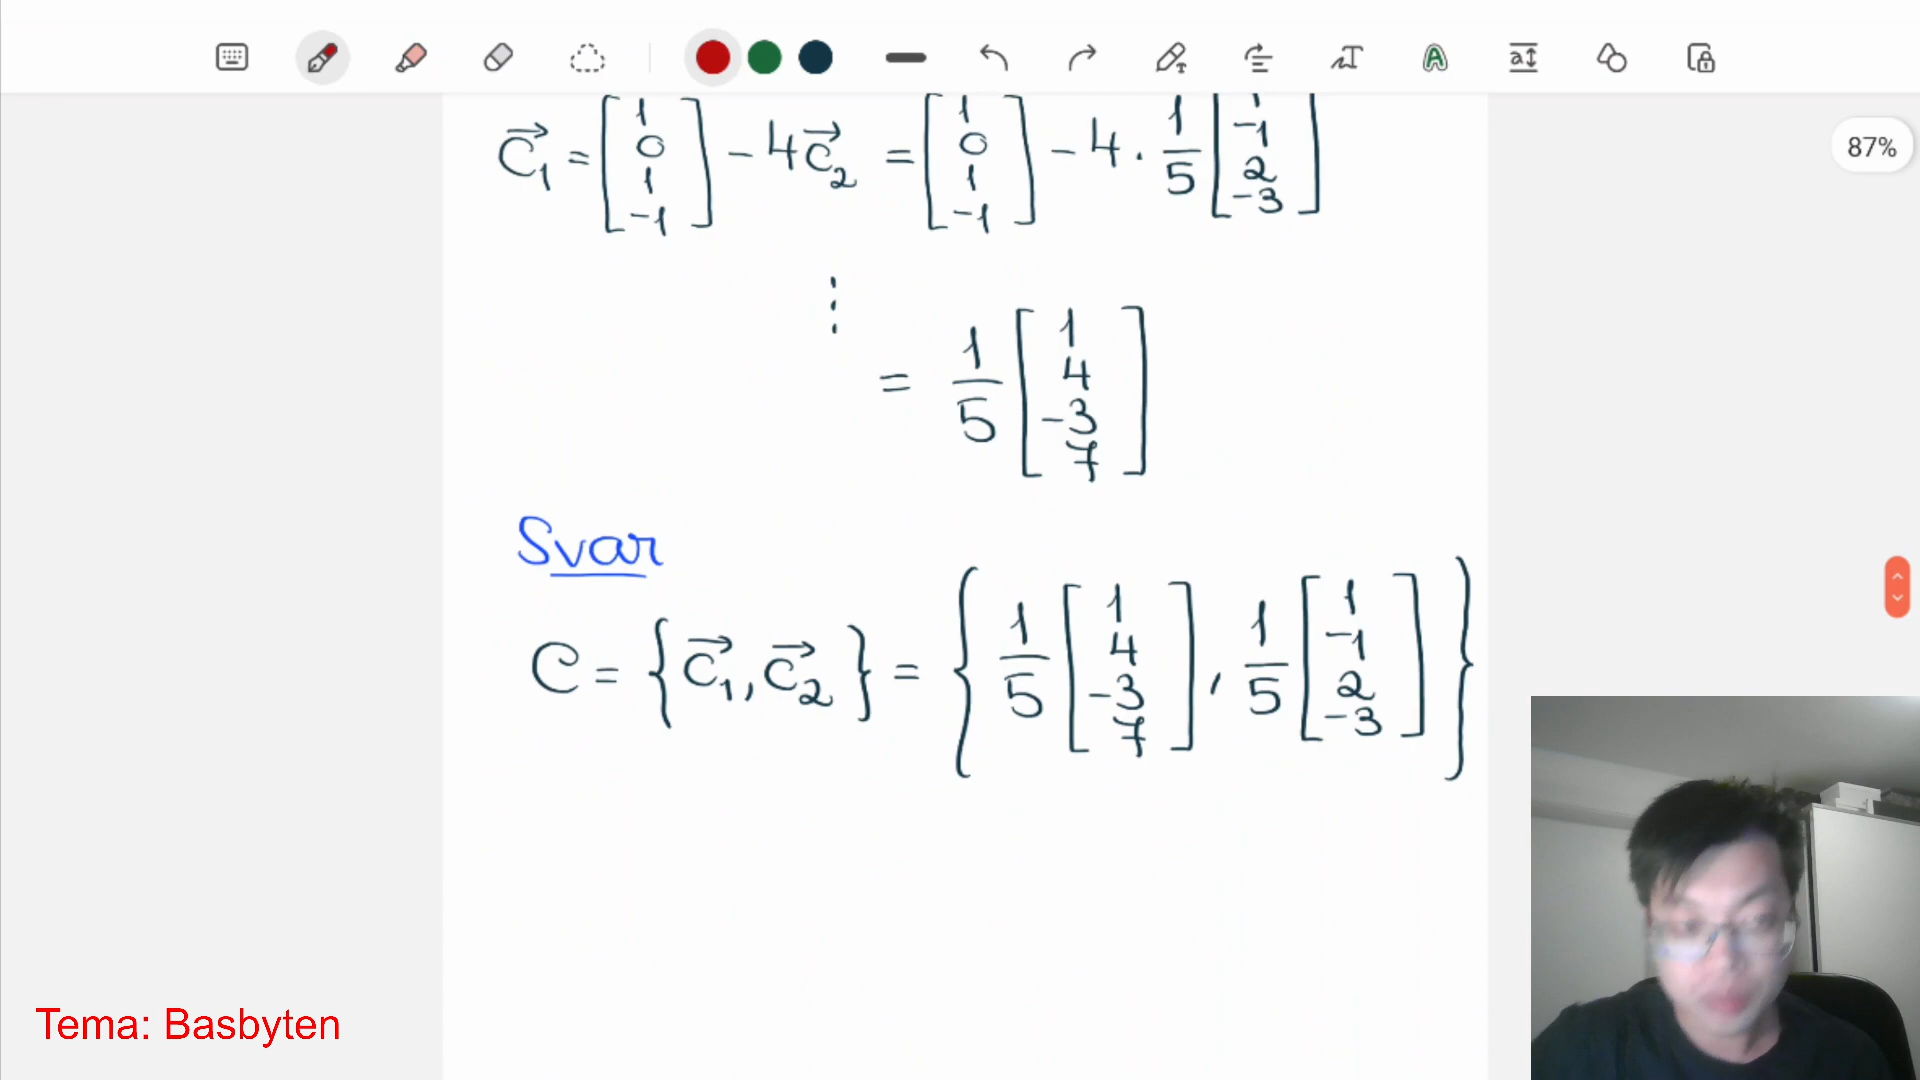 87%
c⃗₁ = [1 0 1 -1] - 4c⃗₂ = [1 0 1 -1] - 4 · 1/5 [1 -1 2 -3]
⋮
= 1/5 [1 4 -3 7]
Svar
C = {c⃗₁, c⃗₂} = {1/5 [1 4 -3 7], 1/5 [1 -1 2 -3]}
Tema: Basbyten